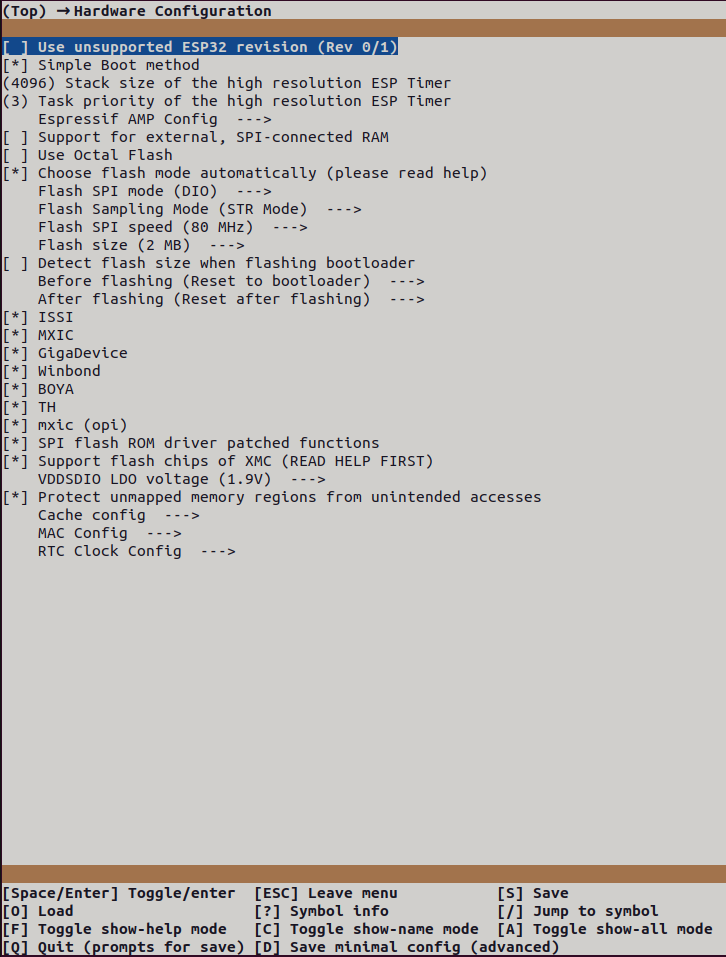 (Top) → Hardware Configuration
[ ] Use unsupported ESP32 revision (Rev 0/1)
[*] Simple Boot method
(4096) Stack size of the high resolution ESP Timer
(3) Task priority of the high resolution ESP Timer
    Espressif AMP Config  --->
[ ] Support for external, SPI-connected RAM
[ ] Use Octal Flash
[*] Choose flash mode automatically (please read help)
    Flash SPI mode (DIO)  --->
    Flash Sampling Mode (STR Mode)  --->
    Flash SPI speed (80 MHz)  --->
    Flash size (2 MB)  --->
[ ] Detect flash size when flashing bootloader
    Before flashing (Reset to bootloader)  --->
    After flashing (Reset after flashing)  --->
[*] ISSI
[*] MXIC
[*] GigaDevice
[*] Winbond
[*] BOYA
[*] TH
[*] mxic (opi)
[*] SPI flash ROM driver patched functions
[*] Support flash chips of XMC (READ HELP FIRST)
    VDDSDIO LDO voltage (1.9V)  --->
[*] Protect unmapped memory regions from unintended accesses
    Cache config  --->
    MAC Config  --->
    RTC Clock Config  --->
[Space/Enter] Toggle/enter  [ESC] Leave menu           [S] Save
[O] Load                    [?] Symbol info            [/] Jump to symbol
[F] Toggle show-help mode   [C] Toggle show-name mode  [A] Toggle show-all mode
[Q] Quit (prompts for save) [D] Save minimal config (advanced)